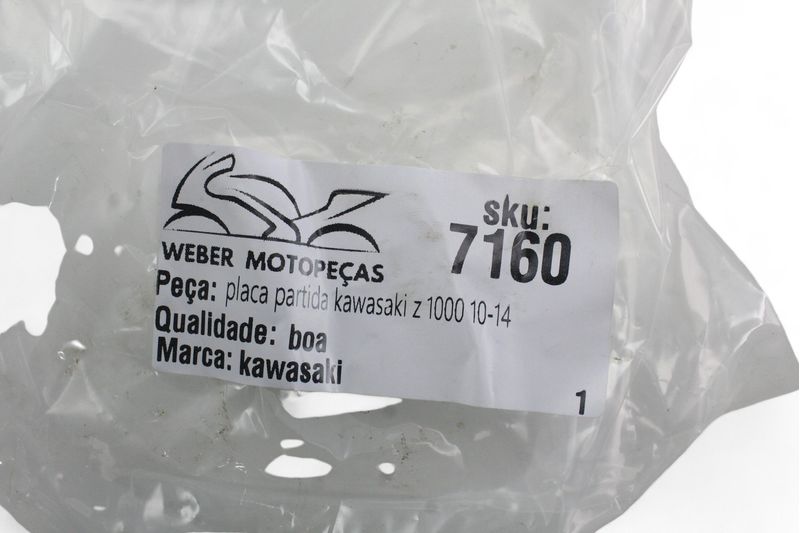 WEBER MOTOPEÇAS
sku:
7160
Peça: placa partida kawasaki z 1000 10-14
Qualidade: boa
Marca: kawasaki
1